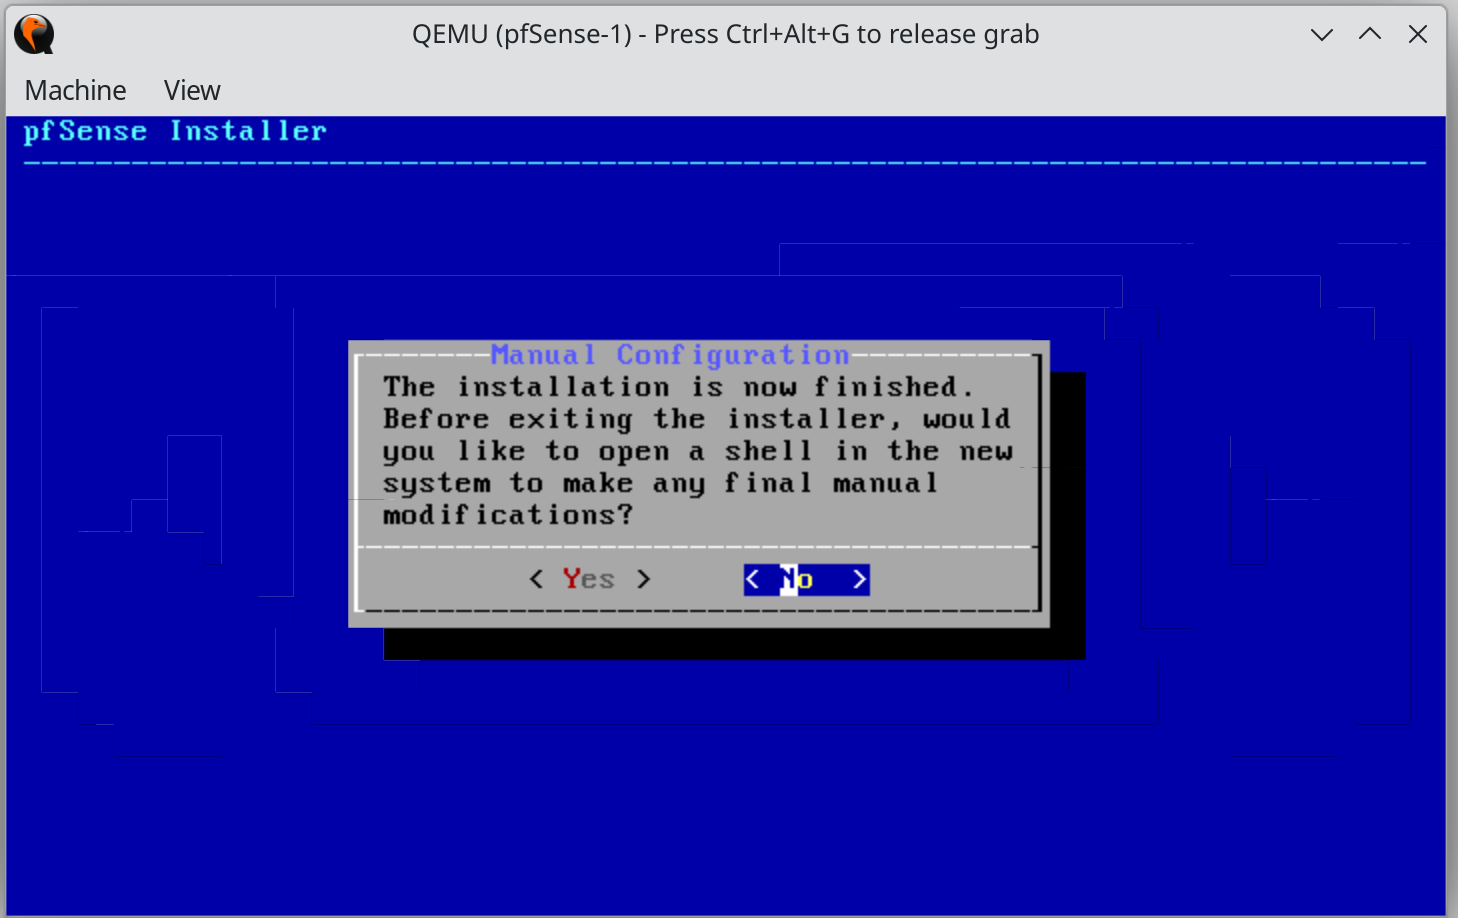 QEMU (pfSense-1) - Press Ctrl+Alt+G to release grab
Machine View
pfSense Installer
Manual Configuration
The installation is now finished.
Before exiting the installer, would
you like to open a shell in the new
system to make any final manual
modifications?
< Yes > < No >